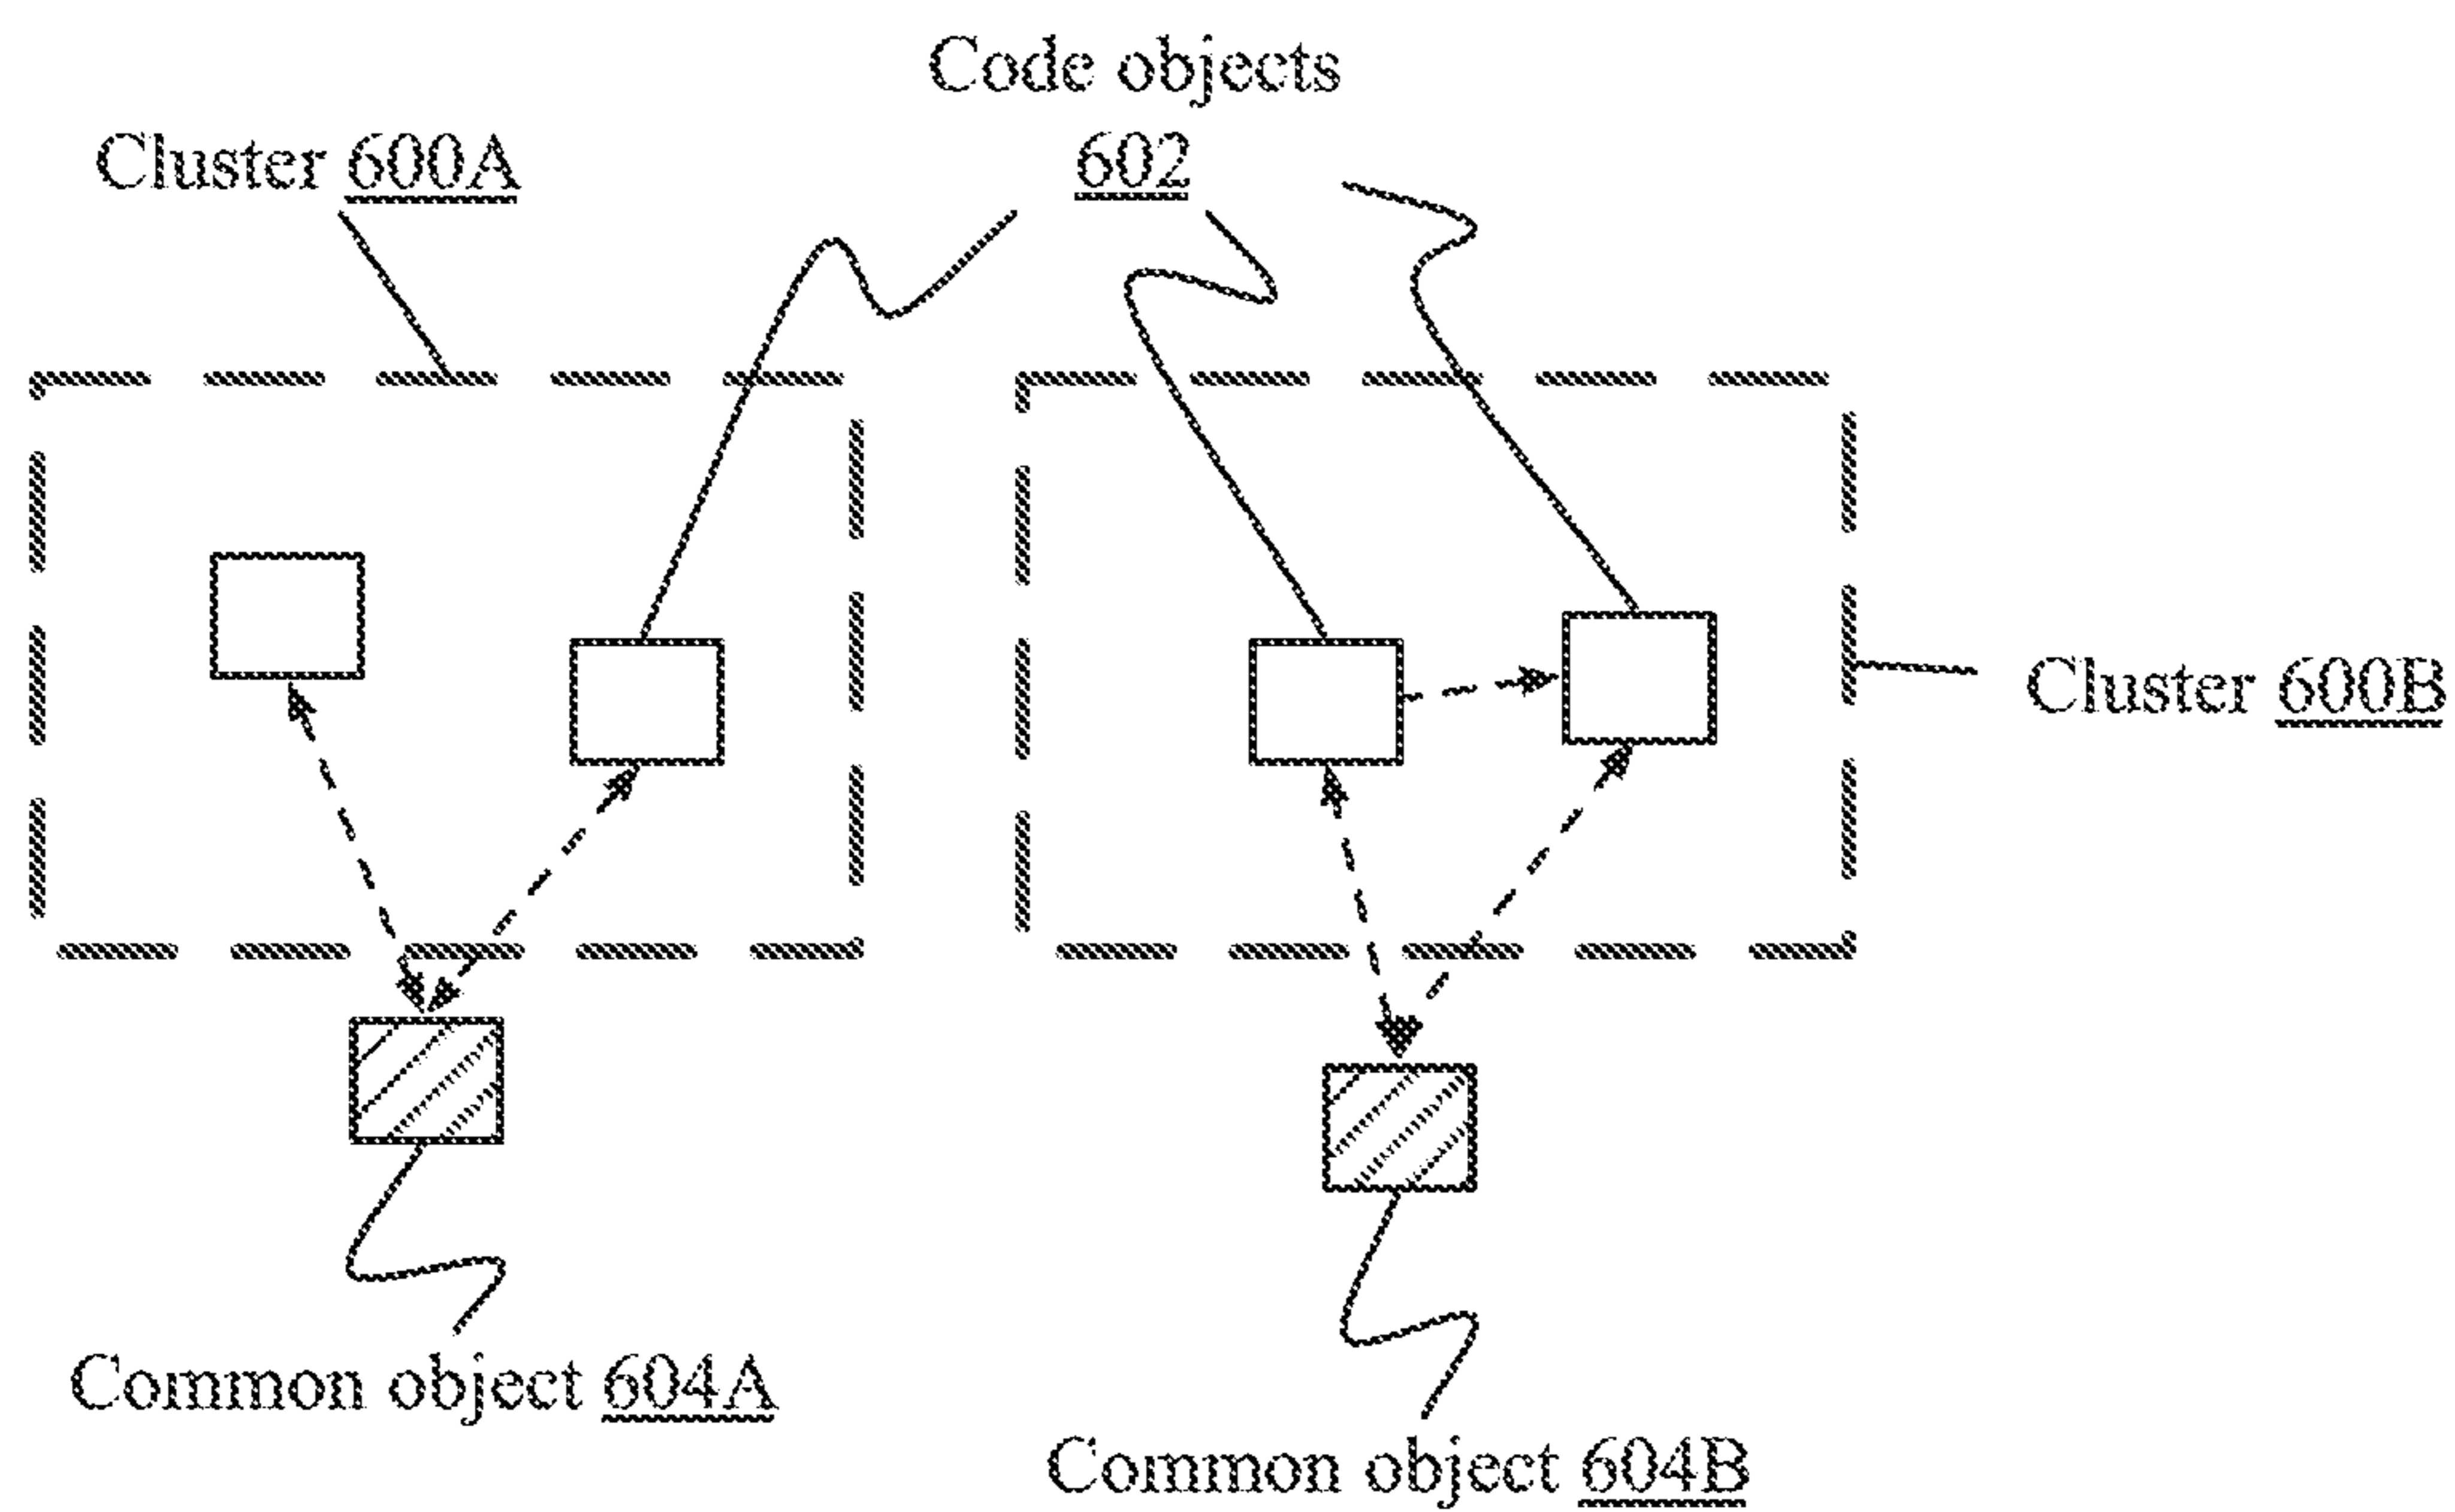 Code objects
602
Cluster 600A
Cluster 600B
Common object 604A
Common object 604B